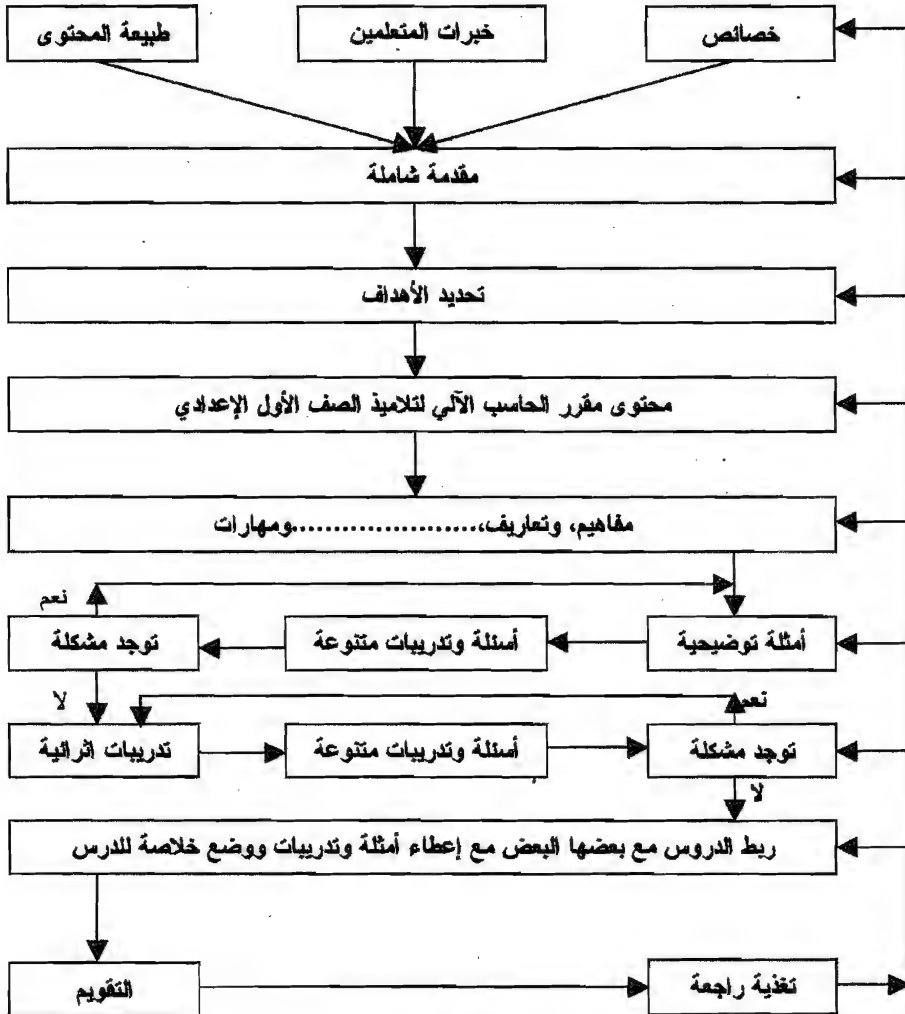 خصائص
خبرات المتعلمين
طبيعة المحتوى
مقدمة شاملة
تحديد الأهداف
محتوى مقرر الحاسب الآلي لتلاميذ الصف الأول الإعدادي
مفاهيم، وتعاريف،......................ومهارات
نعم
أمثلة توضيحية
أسئلة وتدريبات متنوعة
توجد مشكلة
لا
نعم
توجد مشكلة
أسئلة وتدريبات متنوعة
تدريبات اثرائية
لا
ربط الدروس مع بعضها البعض مع إعطاء أمثلة وتدريبات ووضع خلاصة للدرس
تغذية راجعة
التقويم